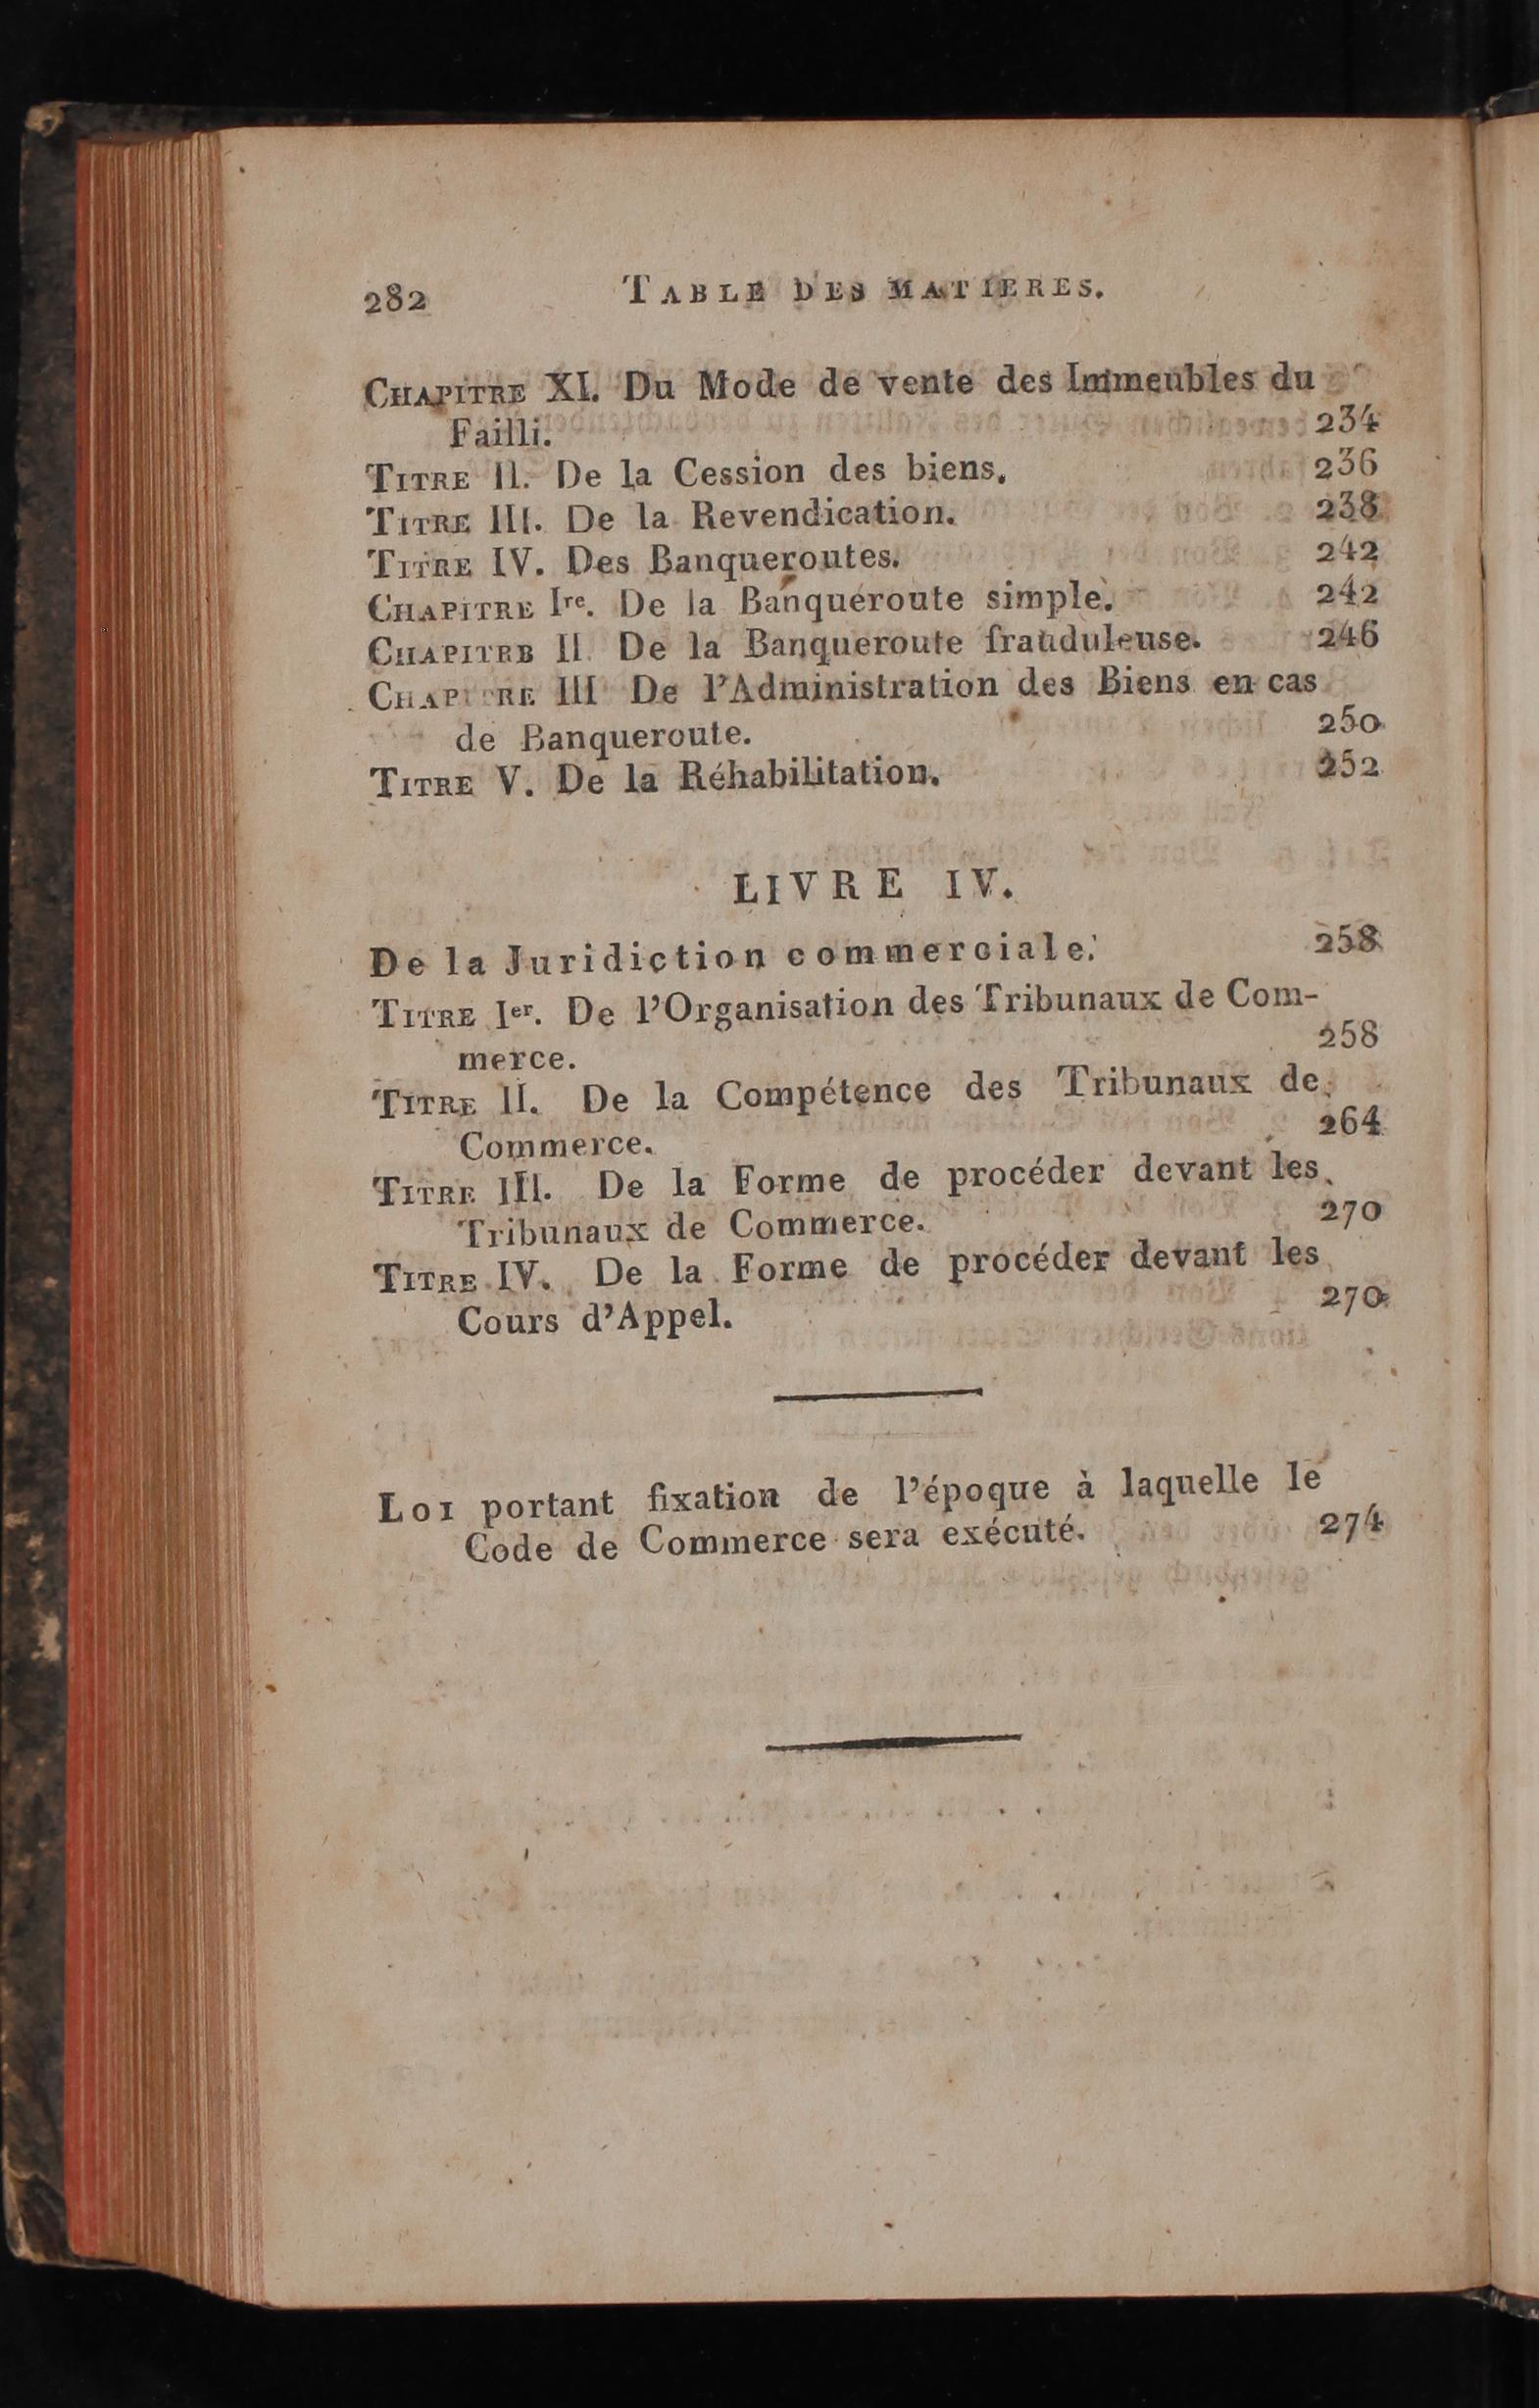 282 TABLE DES MATIERES.
CHAPITRE XI. Du Mode de vente des Immeubles du
Failli. 234
TITRE II. De la Cession des biens. 236
TITRE III. De la Revendication. 238
TITRE IV. Des Banqueroutes. 242
CHAPITRE Ire. De la Banqueroute simple. 242
CHAPITRE II. De la Banqueroute frauduleuse. 246
CHAPITRE III De l'Administration des Biens en cas
de Banqueroute. 250
TITRE V. De la Réhabilitation. 252
LIVRE IV.
De la Juridiction commerciale. 258
TITRE Ier. De l'Organisation des Tribunaux de Com-
merce. 258
TITRE II. De la Compétence des Tribunaux de
Commerce. 264
TITRE III. De la Forme de procéder devant les
Tribunaux de Commerce. 270
TITRE IV. De la Forme de procéder devant les
Cours d'Appel. 270
LOI portant fixation de l'époque à laquelle le
Code de Commerce sera exécuté. 274